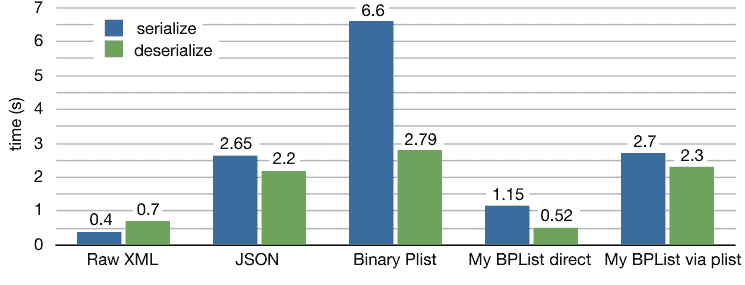 7
6
5
4
3
2
1
0
time (s)
serialize
deserialize
0.4
0.7
2.65
2.2
6.6
2.79
1.15
0.52
2.7
2.3
Raw XML
JSON
Binary Plist
My BPList direct
My BPList via plist